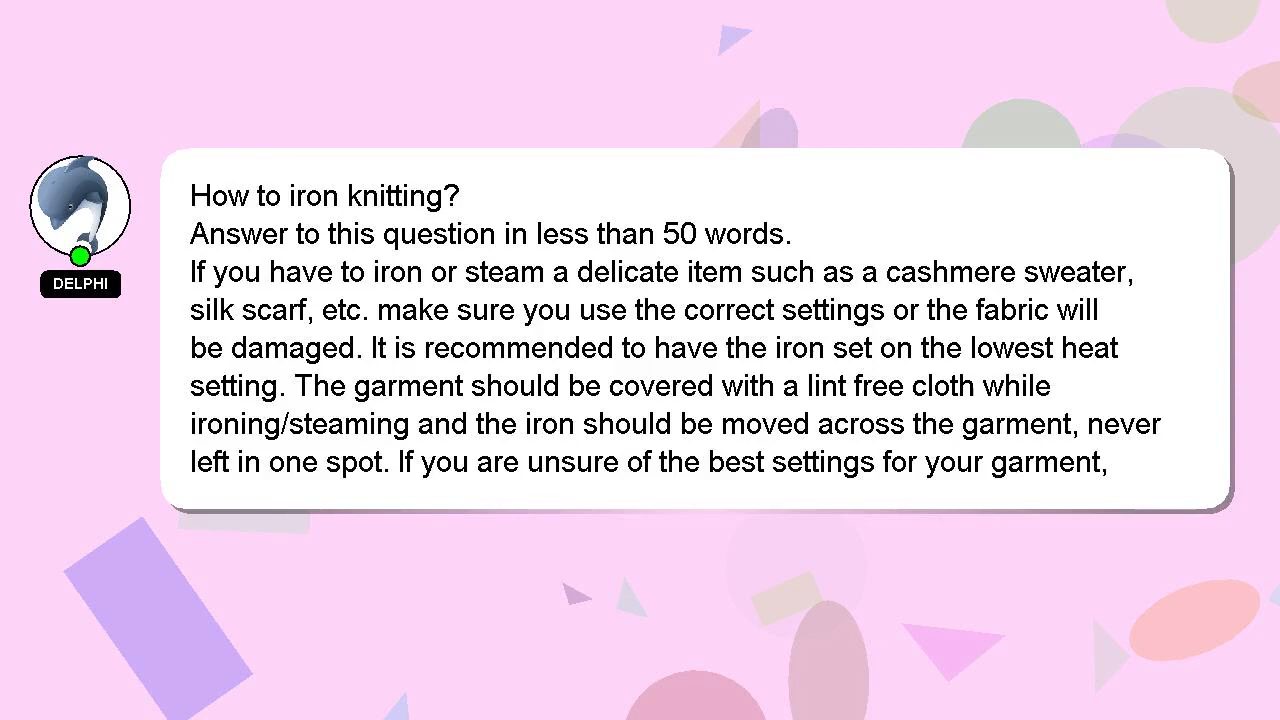 How to iron knitting?
Answer to this question in less than 50 words.
If you have to iron or steam a delicate item such as a cashmere sweater,
silk scarf, etc. make sure you use the correct settings or the fabric will
be damaged. It is recommended to have the iron set on the lowest heat
setting. The garment should be covered with a lint free cloth while
ironing/steaming and the iron should be moved across the garment, never
left in one spot. If you are unsure of the best settings for your garment,
DELPHI